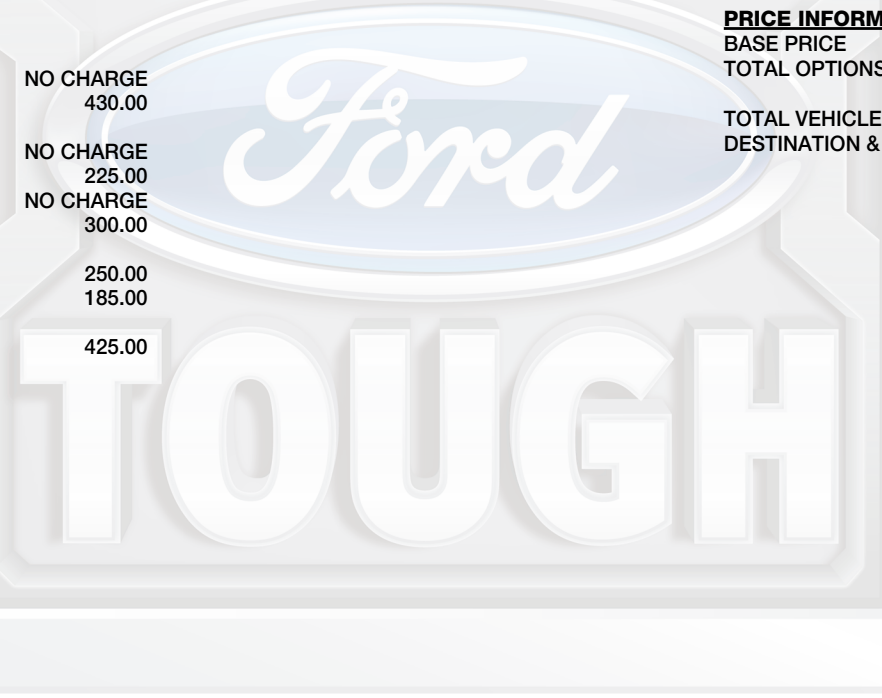 NO CHARGE
430.00
NO CHARGE
225.00
NO CHARGE
300.00
250.00
185.00
425.00
PRICE INFORM
BASE PRICE
TOTAL OPTIONS
TOTAL VEHICLE
DESTINATION &
Ford
TOUGH